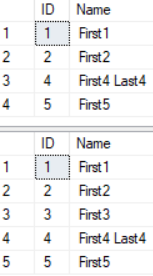 ID Name
1 1 First1
2 2 First2
3 4 First4 Last4
4 5 First5
ID Name
1 1 First1
2 2 First2
3 3 First3
4 4 First4 Last4
5 5 First5